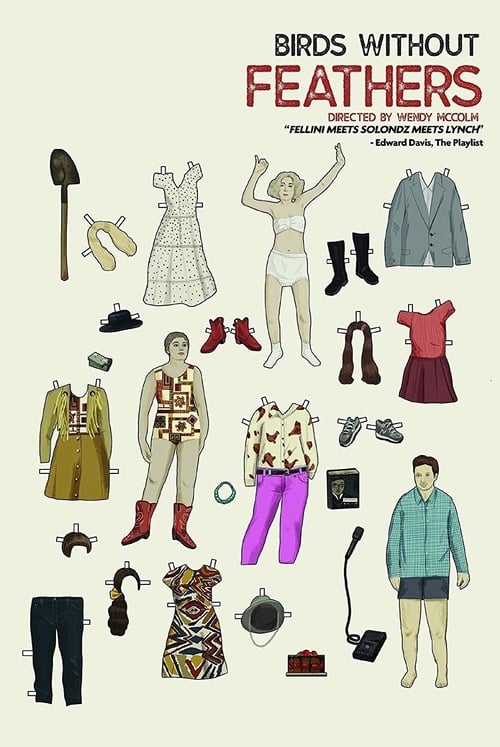 BIRDS WITHOUT
FEATHERS
DIRECTED BY WENDY MCCOLM
"FELLINI MEETS SOLONDZ MEETS LYNCH"
- Edward Davis, The Playlist